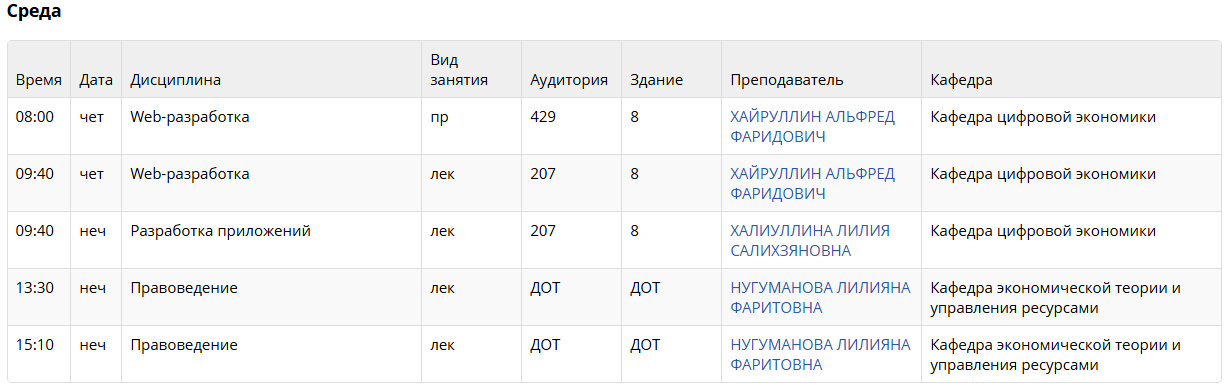 Среда
Время Дата Дисциплина Вид занятия Аудитория Здание Преподаватель Кафедра
08:00 чет Web-разработка пр 429 8 ХАЙРУЛЛИН АЛЬФРЕД ФАРИДОВИЧ Кафедра цифровой экономики
09:40 чет Web-разработка лек 207 8 ХАЙРУЛЛИН АЛЬФРЕД ФАРИДОВИЧ Кафедра цифровой экономики
09:40 неч Разработка приложений лек 207 8 ХАЛИУЛЛИНА ЛИЛИЯ САЛИХЗЯНОВНА Кафедра цифровой экономики
13:30 неч Правоведение лек ДОТ ДОТ НУГУМАНОВА ЛИЛИЯНА ФАРИТОВНА Кафедра экономической теории и управления ресурсами
15:10 неч Правоведение лек ДОТ ДОТ НУГУМАНОВА ЛИЛИЯНА ФАРИТОВНА Кафедра экономической теории и управления ресурсами